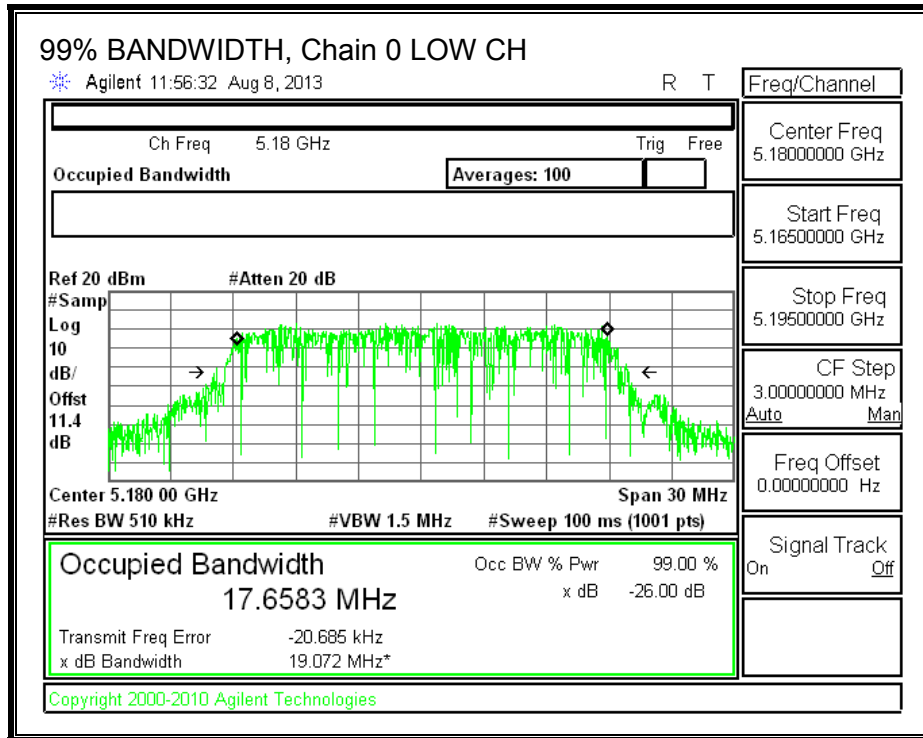 99% BANDWIDTH, Chain 0 LOW CH
Agilent 11:56:32 Aug 8, 2013 R T
Freq/Channel
Ch Freq 5.18 GHz Trig Free
Occupied Bandwidth Averages: 100
Center Freq
5.18000000 GHz
Start Freq
5.16500000 GHz
Stop Freq
5.19500000 GHz
CF Step
3.00000000 MHz
Auto Man
Freq Offset
0.00000000 Hz
Signal Track
On Off
Ref 20 dBm #Atten 20 dB
#Samp
Log
10
dB/
Offst
11.4
dB
Center 5.180 00 GHz Span 30 MHz
#Res BW 510 kHz #VBW 1.5 MHz #Sweep 100 ms (1001 pts)
Occupied Bandwidth Occ BW % Pwr 99.00 %
17.6583 MHz x dB -26.00 dB
Transmit Freq Error -20.685 kHz
x dB Bandwidth 19.072 MHz*
Copyright 2000-2010 Agilent Technologies